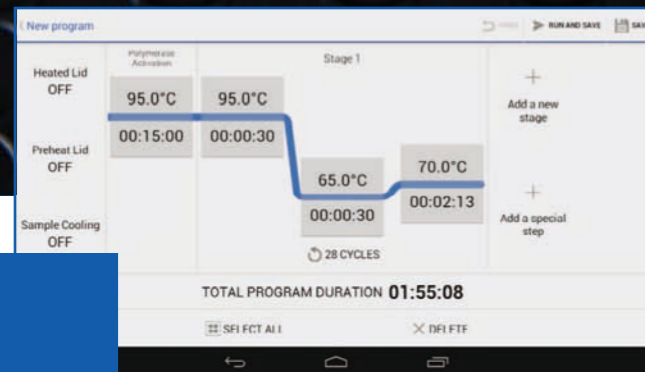 New program
RUN AND SAVE
SAV
Polymerase
Activation
Stage 1
Heated Lid
OFF
Preheat Lid
OFF
Sample Cooling
OFF
95.0°C
00:15:00
95.0°C
00:00:30
65.0°C
00:00:30
70.0°C
00:02:13
28 CYCLES
Add a new
stage
Add a special
step
TOTAL PROGRAM DURATION 01:55:08
SELECT ALL
DELETE